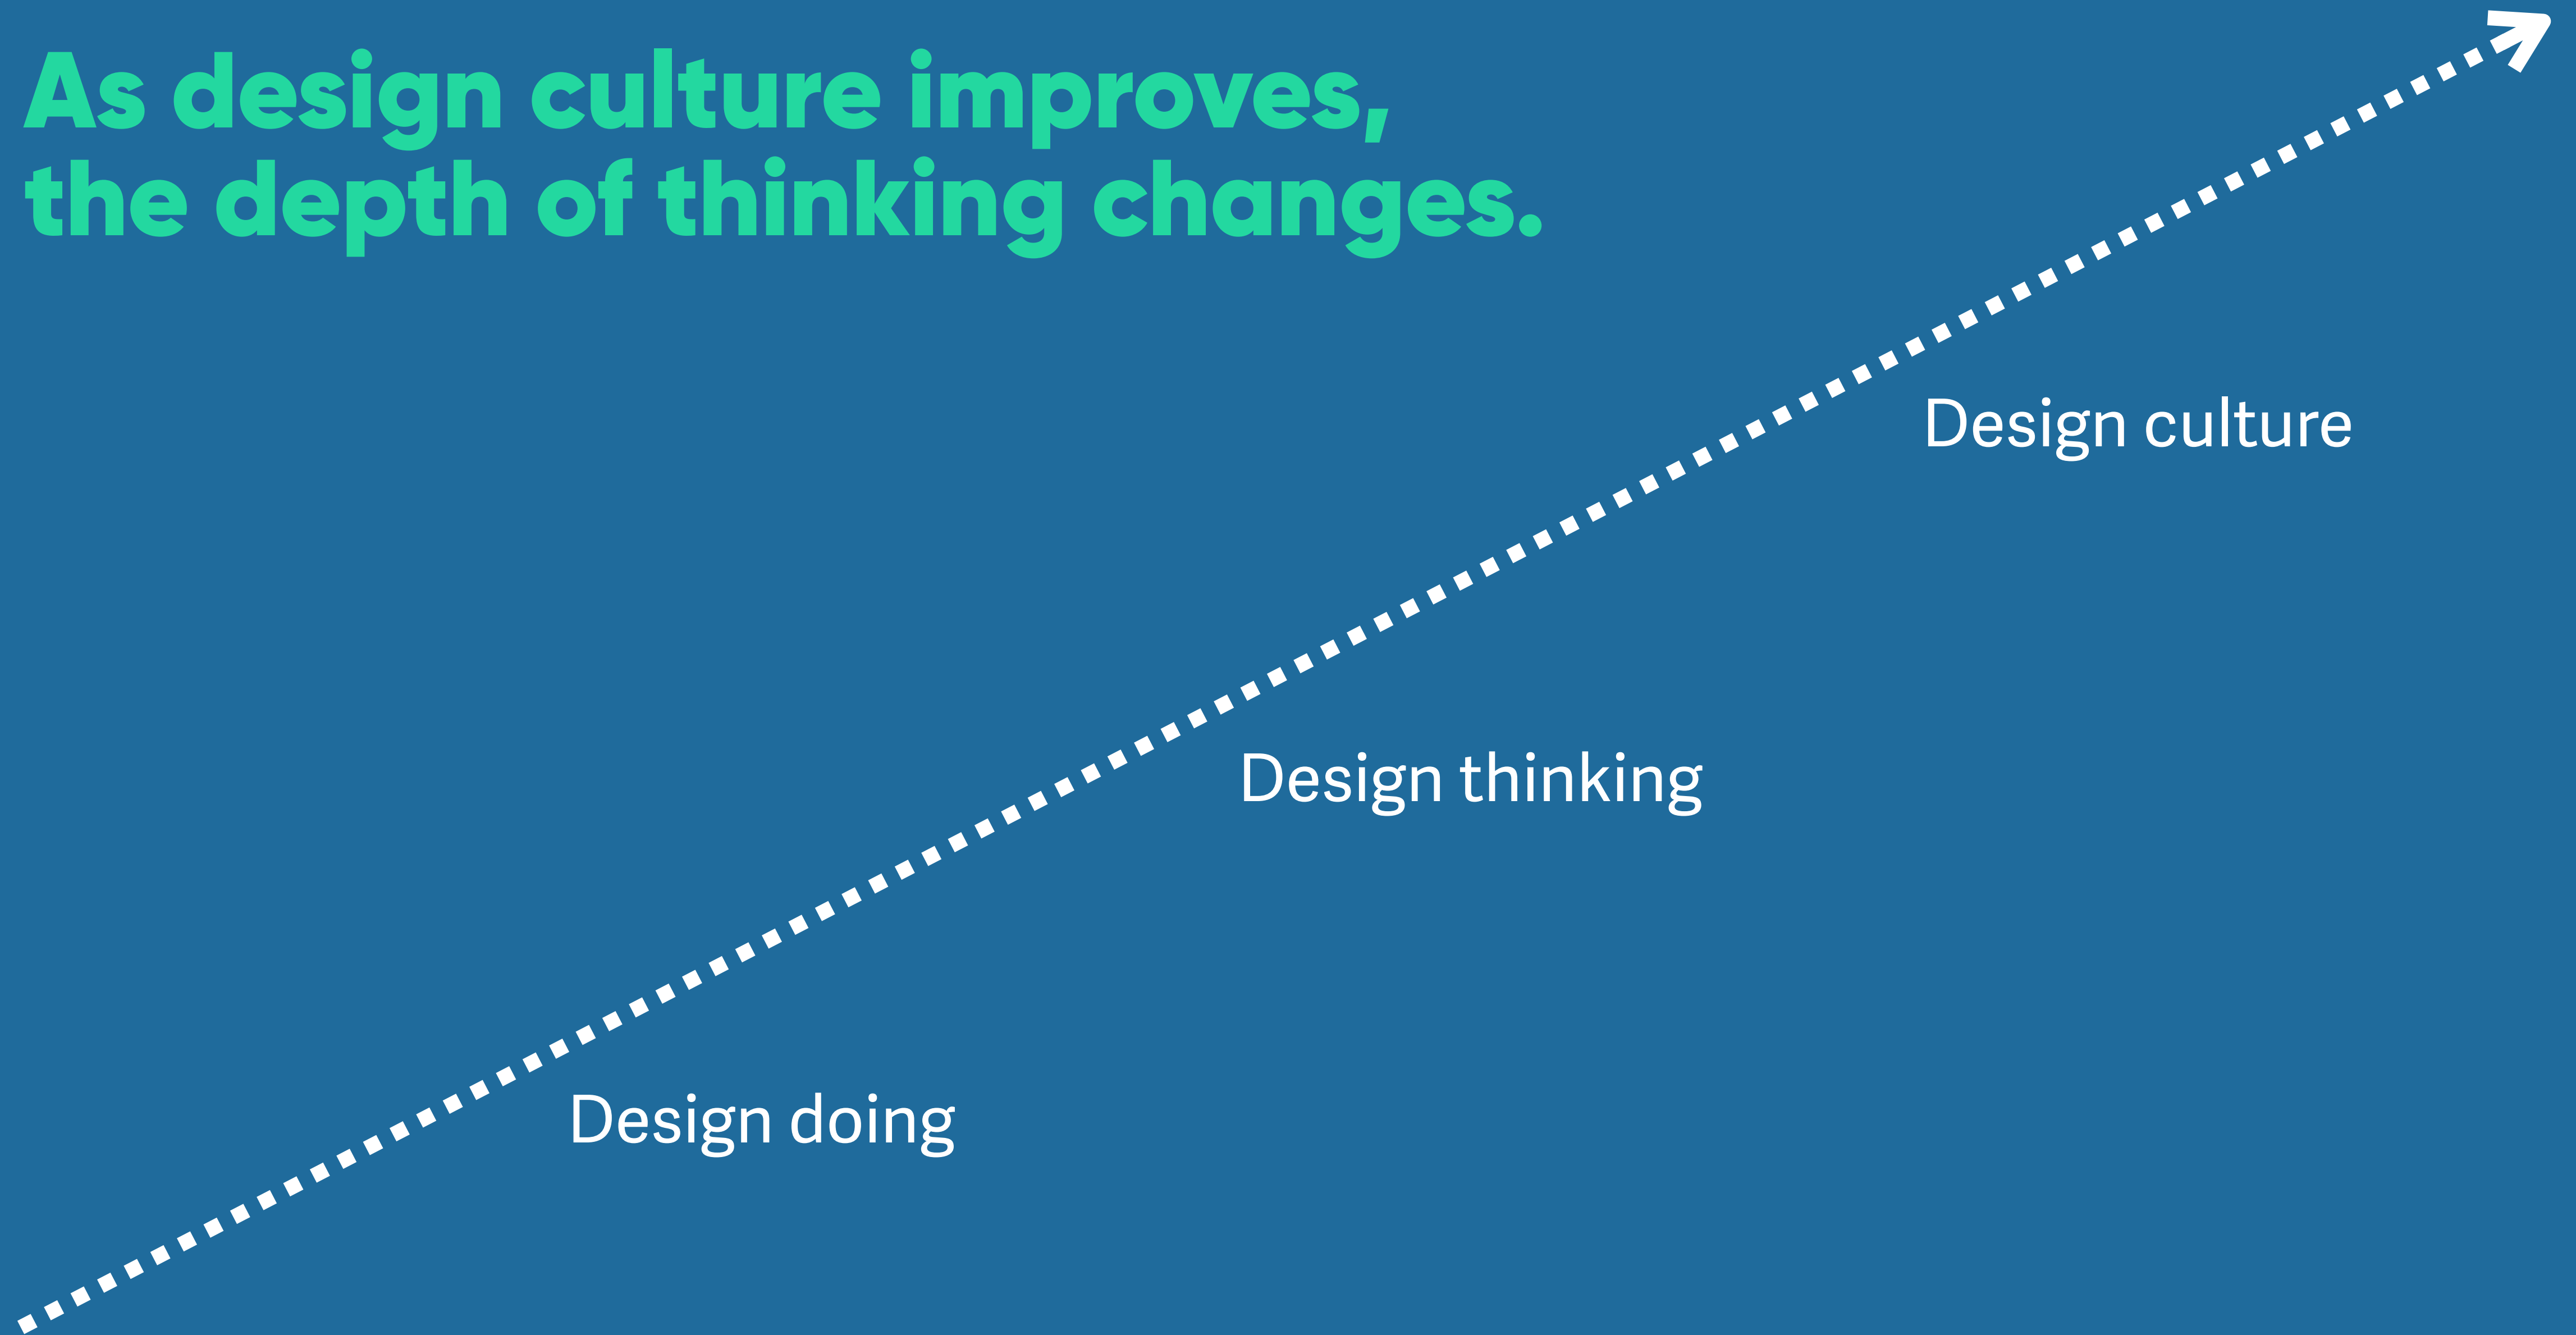 As design culture improves,
the depth of thinking changes.
Design culture
Design thinking
Design doing